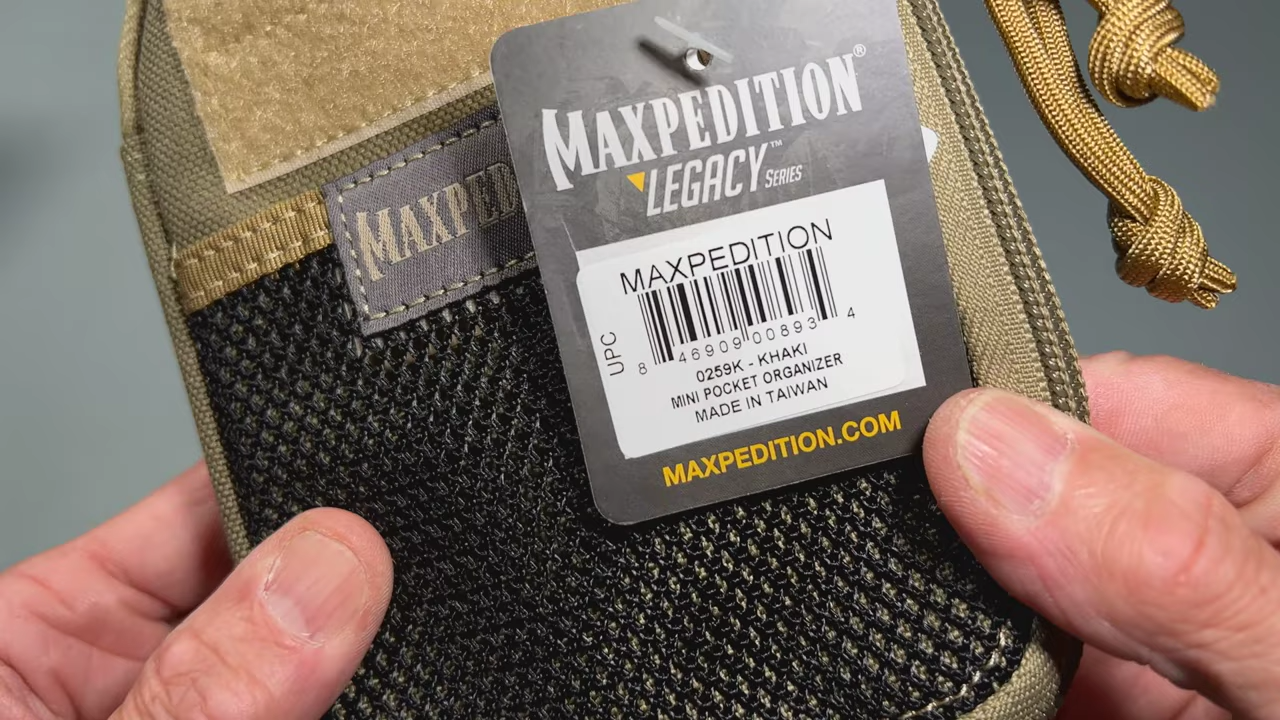 MAXPEDITION®
LEGACY™ SERIES
MAXPED
MAXPEDITION
UPC
8 46909 00893 4
0259K - KHAKI
MINI POCKET ORGANIZER
MADE IN TAIWAN
MAXPEDITION.COM